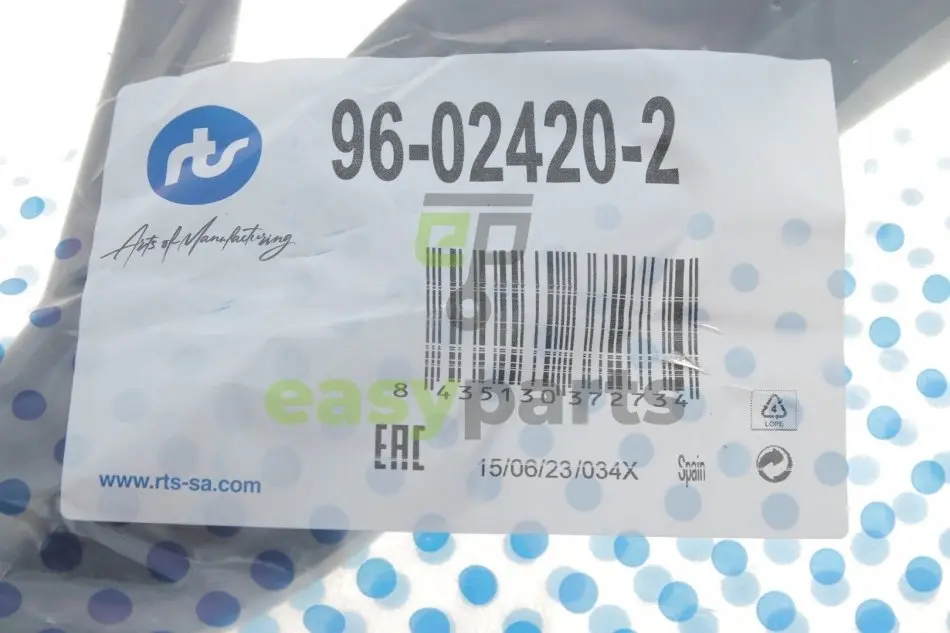 rts
96-02420-2
Arts of Manufacturing
8 435130 372734
easyparts
EAC
15/06/23/034X
Spain
4
LDPE
www.rts-sa.com